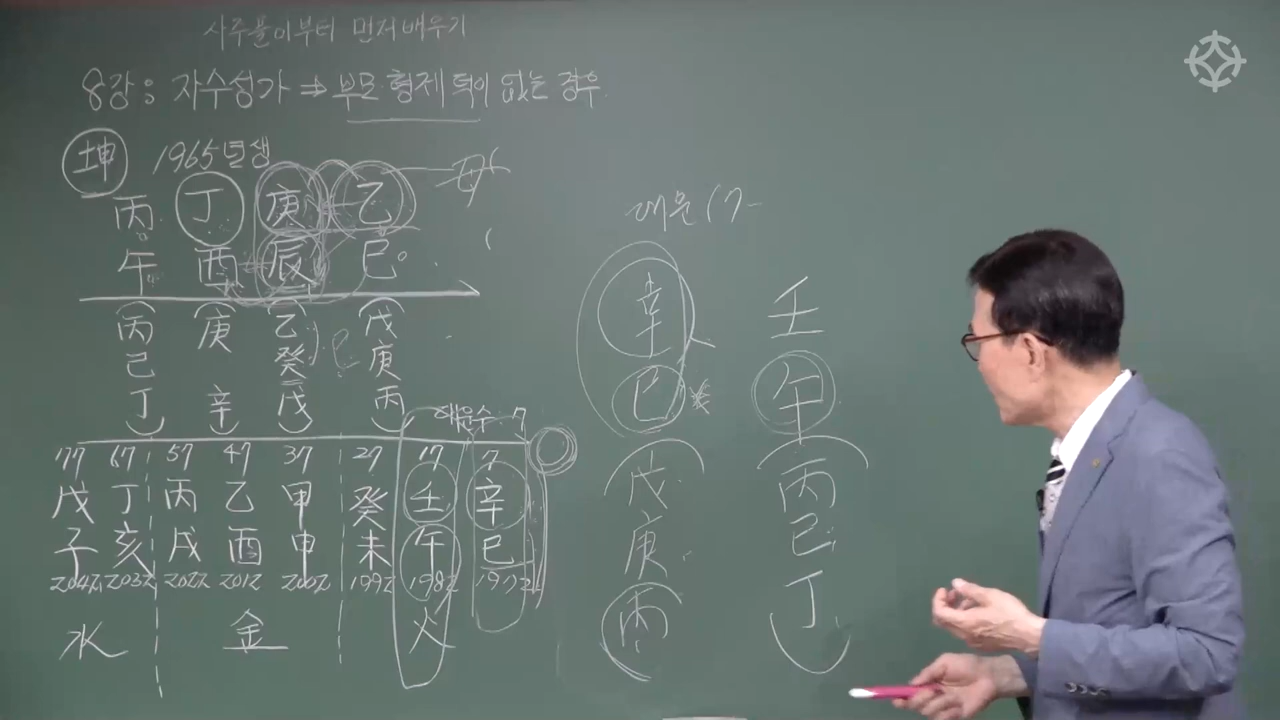 사주풀이부터 먼저배우기
8강: 자수성가 ⇒ 부모 형제 덕이 없는 경우
坤 1965년생
丙 丁 庚 乙 母
午 酉 辰 巳
丙 庚 乙 戊
己 癸 庚
丁 辛 戊 丙
대운수: 7
77 67 57 47 37 27 17 7
戊 丁 丙 乙 甲 癸 壬 辛
子 亥 戌 酉 申 未 午 巳
2042 2032 2022 2012 2002 1992 1982 1972
水 金 火
대운 17
辛 壬
巳 午
戊 丙
庚 己
丙 丁